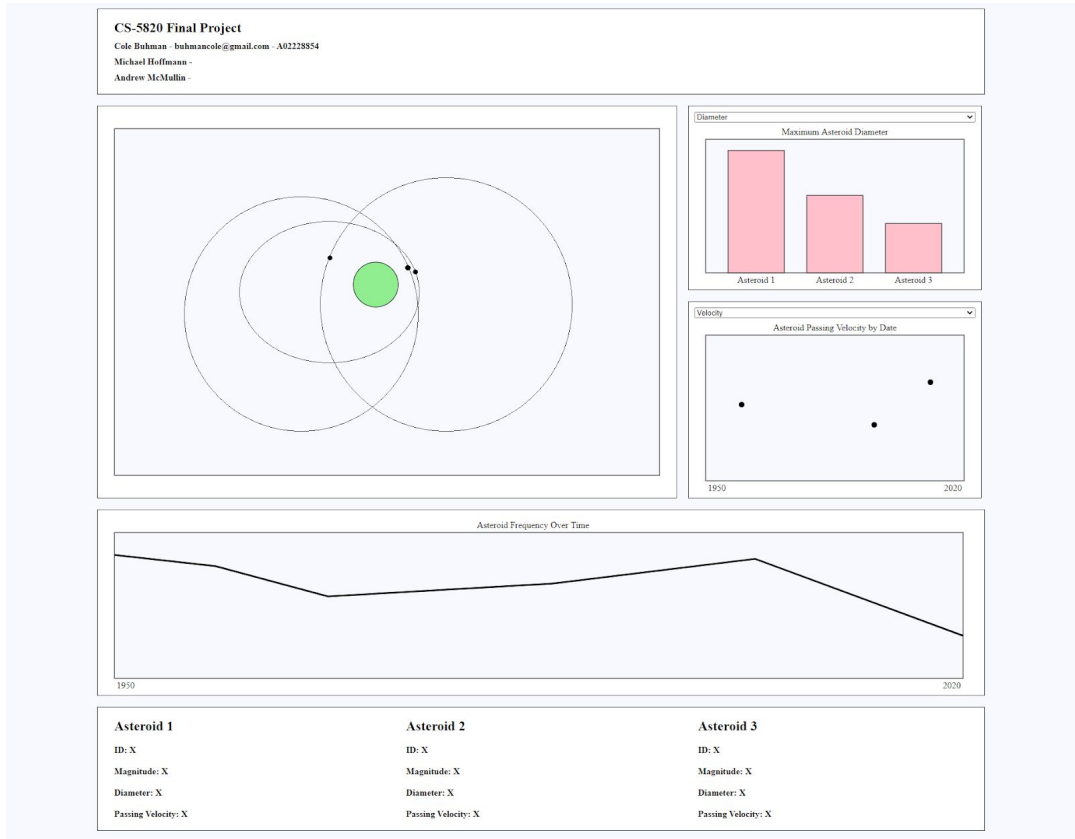 CS-5820 Final Project
Cole Buhman - buhmancole@gmail.com - A02228854
Michael Hoffmann -
Andrew McMullin -
Diameter
Maximum Asteroid Diameter
Asteroid 1 Asteroid 2 Asteroid 3
Velocity
Asteroid Passing Velocity by Date
1950 2020
Asteroid Frequency Over Time
1950 2020
Asteroid 1
ID: X
Magnitude: X
Diameter: X
Passing Velocity: X
Asteroid 2
ID: X
Magnitude: X
Diameter: X
Passing Velocity: X
Asteroid 3
ID: X
Magnitude: X
Diameter: X
Passing Velocity: X